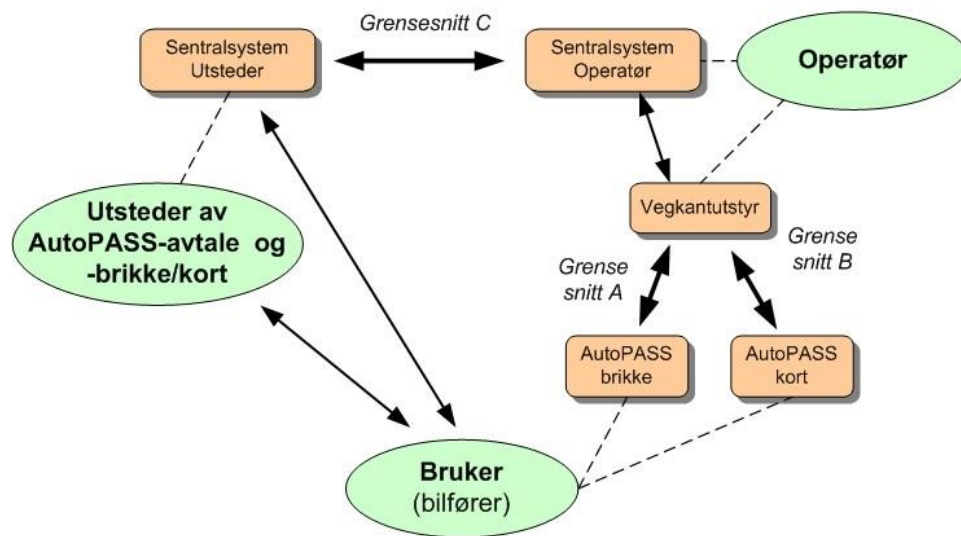 Grensesnitt C
Sentralsystem
Utsteder
Sentralsystem
Operatør
Operatør
Utsteder av
AutoPASS-avtale og
-brikke/kort
Vegkantutstyr
Grense
snitt A
Grense
snitt B
AutoPASS
brikke
AutoPASS
kort
Bruker
(bilfører)